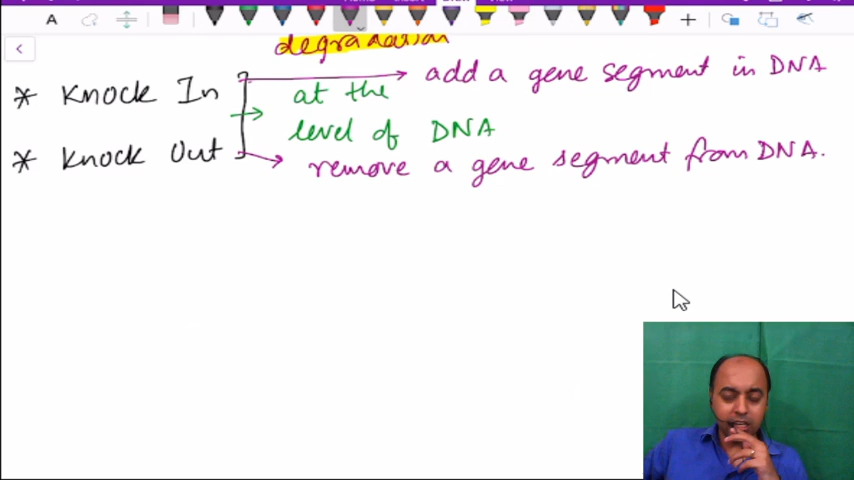 degradation
* Knock In
add a gene segment in DNA
at the
level of DNA
* Knock Out
remove a gene segment from DNA.